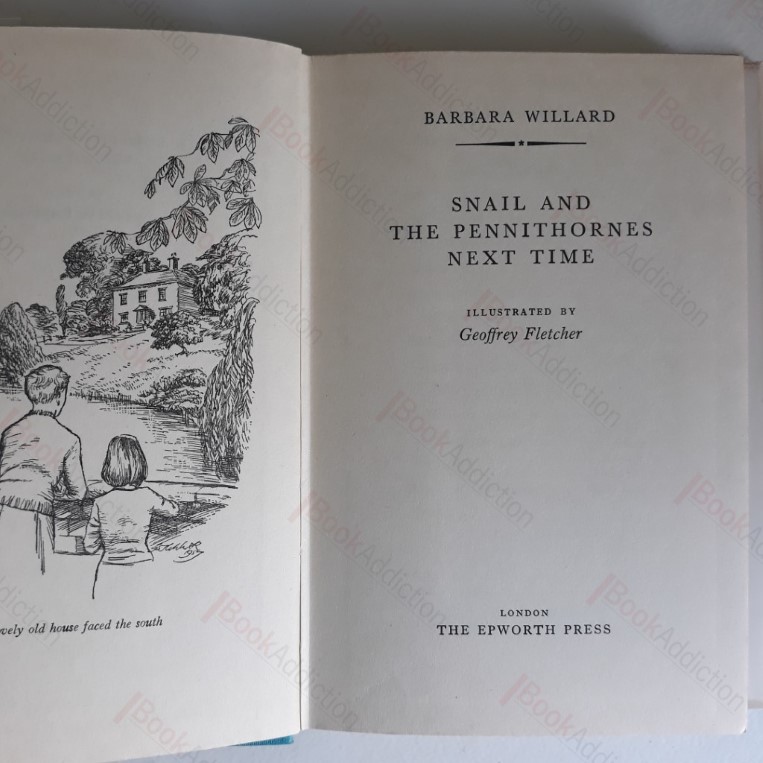 vely old house faced the south
BARBARA WILLARD
SNAIL AND
THE PENNITHORNES
NEXT TIME
ILLUSTRATED BY
Geoffrey Fletcher
LONDON
THE EPWORTH PRESS
BookAddiction